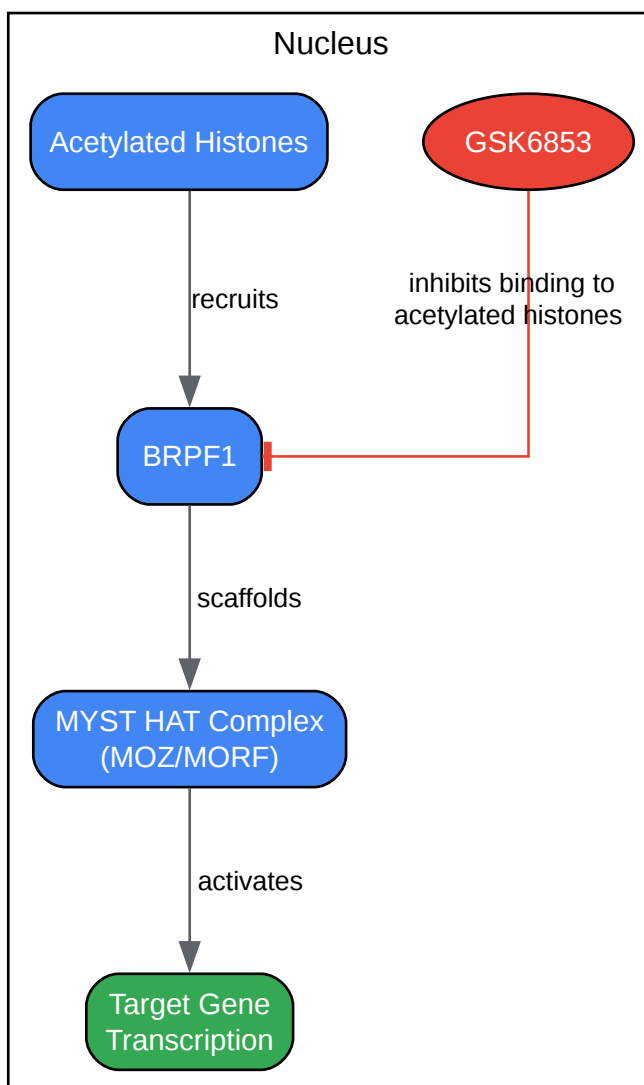 Nucleus
Acetylated Histones
GSK6853
recruits
inhibits binding to
acetylated histones
BRPF1
scaffolds
MYST HAT Complex
(MOZ/MORF)
activates
Target Gene
Transcription